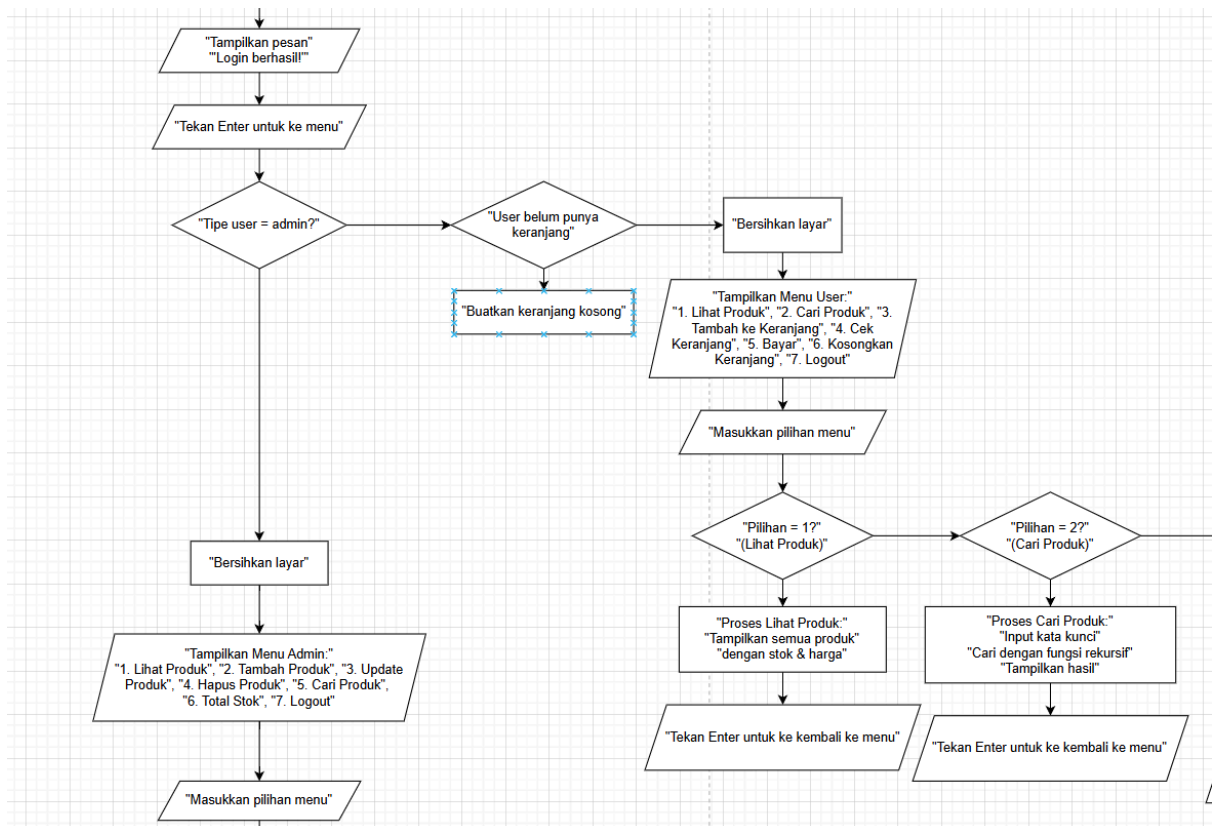 "Tampilkan pesan"
'"Login berhasil!'"
"Tekan Enter untuk ke menu"
"Tipe user = admin?"
"User belum punya
keranjang"
"Bersihkan layar"
"Buatkan keranjang kosong"
"Tampilkan Menu User:"
"1. Lihat Produk", "2. Cari Produk", "3.
Tambah ke Keranjang", "4. Cek
Keranjang", "5. Bayar", "6. Kosongkan
Keranjang", "7. Logout"
"Masukkan pilihan menu"
"Pilihan = 1?"
"(Lihat Produk)"
"Pilihan = 2?"
"(Cari Produk)"
"Proses Lihat Produk:"
"Tampilkan semua produk"
"dengan stok & harga"
"Proses Cari Produk:"
"Input kata kunci"
"Cari dengan fungsi rekursif"
"Tampilkan hasil"
"Tekan Enter untuk ke kembali ke menu"
"Tekan Enter untuk ke kembali ke menu"
"Bersihkan layar"
"Tampilkan Menu Admin:"
"1. Lihat Produk", "2. Tambah Produk", "3. Update
Produk", "4. Hapus Produk", "5. Cari Produk",
"6. Total Stok", "7. Logout"
"Masukkan pilihan menu"